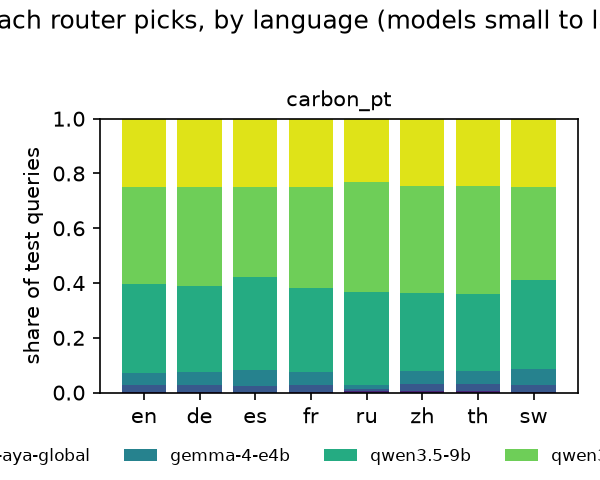 ach router picks, by language (models small to l
carbon_pt
share of test queries
1.0
0.8
0.6
0.4
0.2
0.0
en de es fr ru zh th sw
-aya-global gemma-4-e4b qwen3.5-9b qwen3